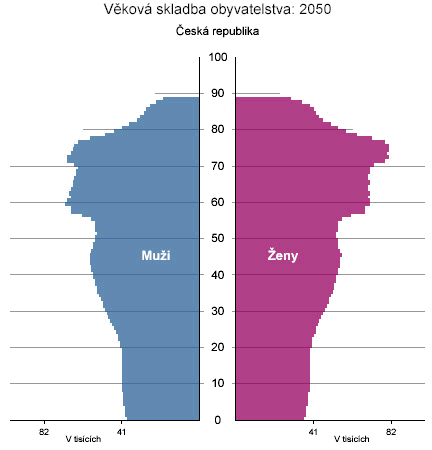 Věková skladba obyvatelstva: 2050
Česká republika
100
90
80
70
60
50
40
30
20
10
0
Muži
Ženy
82 41 41 82
V tisících V tisících